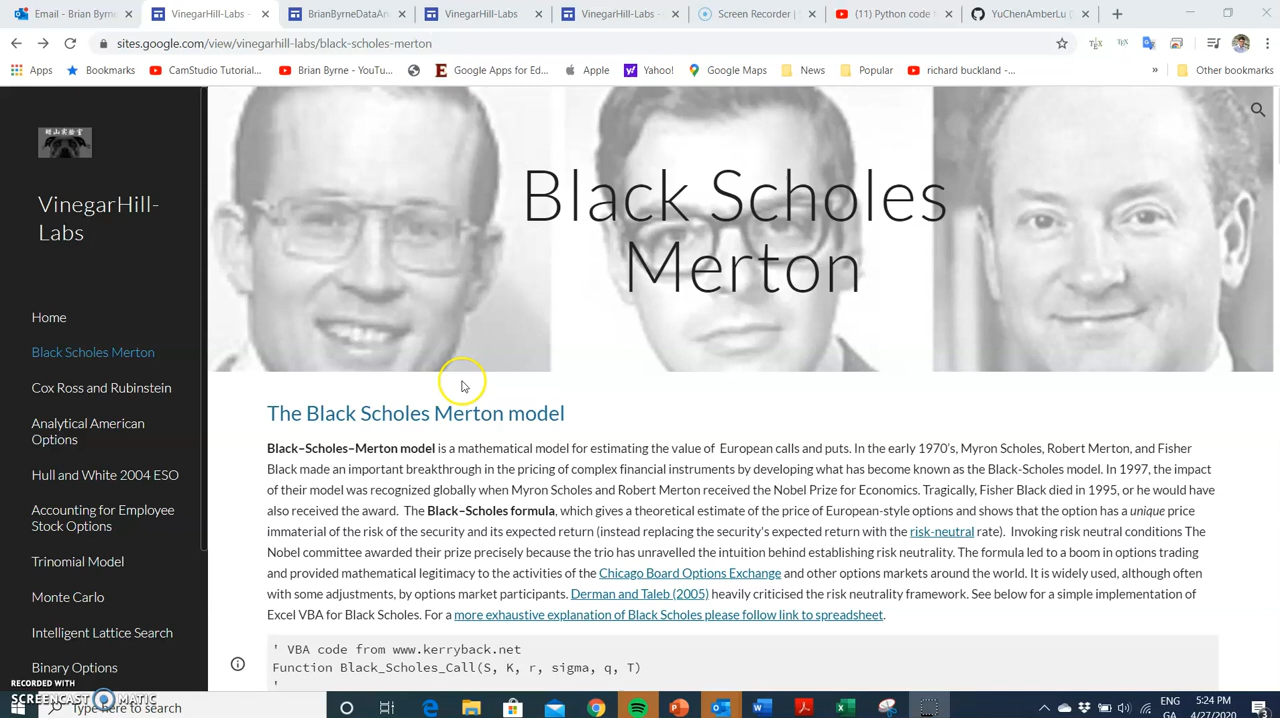 Email - Brian Byrne
VinegarHill-Labs
BrianByrneDataAn
VinegarHill-Labs
VinegarHill-Labs -
Screen Recorder |
(11) Python code f
YuChenAmberLu (
sites.google.com/view/vinegarhill-labs/black-scholes-merton
Apps
Bookmarks
CamStudio Tutorial...
Brian Byrne - YouTu...
Google Apps for Ed...
Apple
Yahoo!
Google Maps
News
Popular
richard buckland -...
»
Other bookmarks
VinegarHill-
Labs
Home
Black Scholes Merton
Cox Ross and Rubinstein
Analytical American
Options
Hull and White 2004 ESO
Accounting for Employee
Stock Options
Trinomial Model
Monte Carlo
Intelligent Lattice Search
Binary Options
Black Scholes
Merton
The Black Scholes Merton model
Black–Scholes–Merton model is a mathematical model for estimating the value of European calls and puts. In the early 1970's, Myron Scholes, Robert Merton, and Fisher
Black made an important breakthrough in the pricing of complex financial instruments by developing what has become known as the Black-Scholes model. In 1997, the impact
of their model was recognized globally when Myron Scholes and Robert Merton received the Nobel Prize for Economics. Tragically, Fisher Black died in 1995, or he would have
also received the award. The Black–Scholes formula, which gives a theoretical estimate of the price of European-style options and shows that the option has a unique price
immaterial of the risk of the security and its expected return (instead replacing the security's expected return with the risk-neutral rate). Invoking risk neutral conditions The
Nobel committee awarded their prize precisely because the trio has unravelled the intuition behind establishing risk neutrality. The formula led to a boom in options trading
and provided mathematical legitimacy to the activities of the Chicago Board Options Exchange and other options markets around the world. It is widely used, although often
with some adjustments, by options market participants. Derman and Taleb (2005) heavily criticised the risk neutrality framework. See below for a simple implementation of
Excel VBA for Black Scholes. For a more exhaustive explanation of Black Scholes please follow link to spreadsheet.
' VBA code from www.kerryback.net
Function Black_Scholes_Call(S, K, r, sigma, q, T)
'
RECORDED WITH
SCREENCAST MATIC
Type here to search
ENG
GA
5:24 PM
4/27/2020